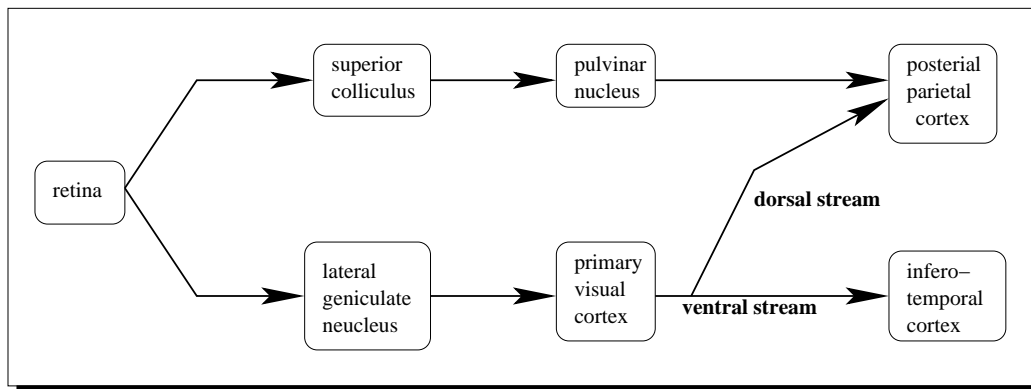 superior
colliculus
pulvinar
nucleus
posterial
parietal
cortex
retina
dorsal stream
lateral
geniculate
neucleus
primary
visual
cortex
ventral stream
infero–
temporal
cortex